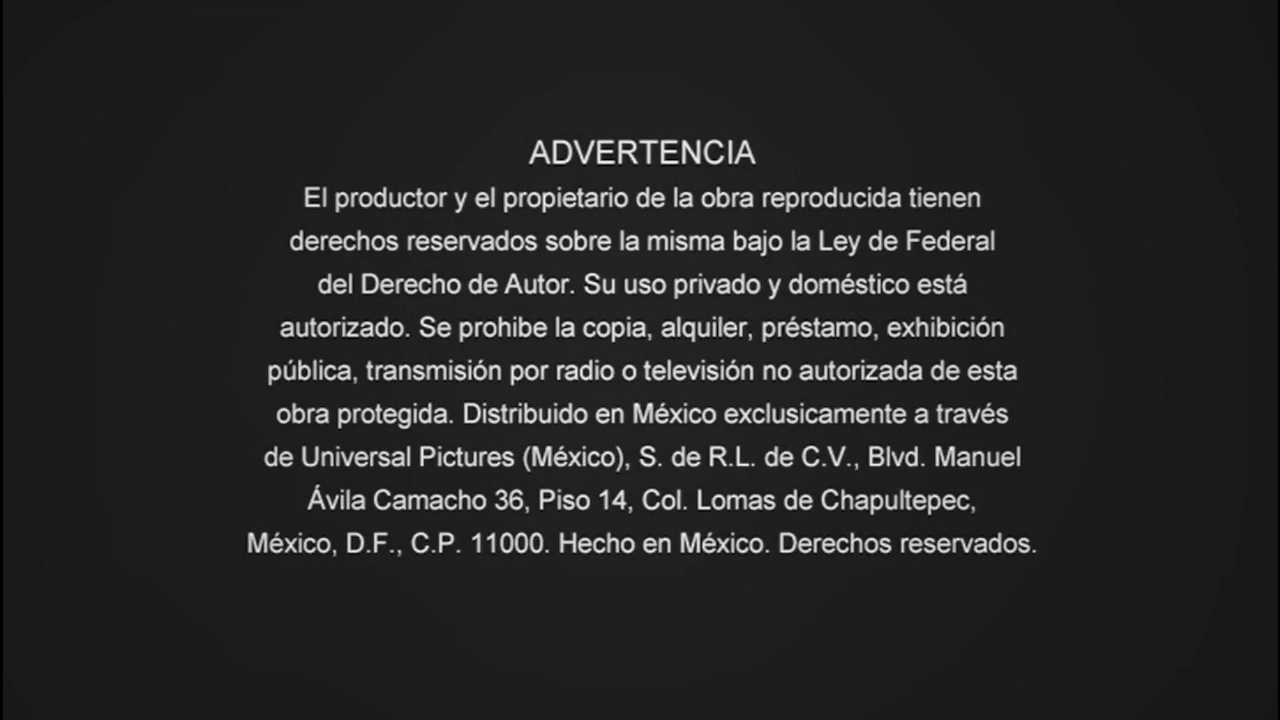 ADVERTENCIA
El productor y el propietario de la obra reproducida tienen
derechos reservados sobre la misma bajo la Ley de Federal
del Derecho de Autor. Su uso privado y doméstico está
autorizado. Se prohibe la copia, alquiler, préstamo, exhibición
pública, transmisión por radio o televisión no autorizada de esta
obra protegida. Distribuido en México exclusicamente a través
de Universal Pictures (México), S. de R.L. de C.V., Blvd. Manuel
Ávila Camacho 36, Piso 14, Col. Lomas de Chapultepec,
México, D.F., C.P. 11000. Hecho en México. Derechos reservados.